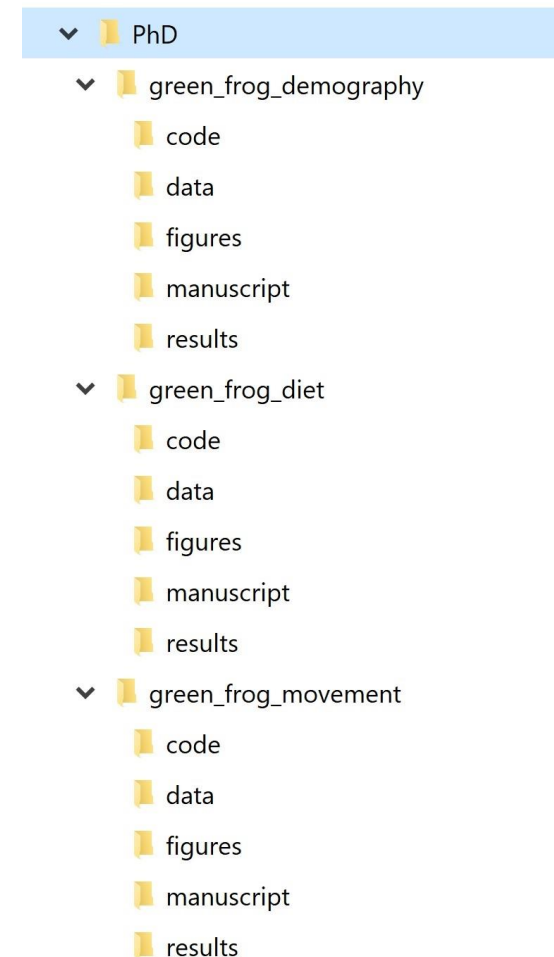 PhD
green_frog_demography
code
data
figures
manuscript
results
green_frog_diet
code
data
figures
manuscript
results
green_frog_movement
code
data
figures
manuscript
results